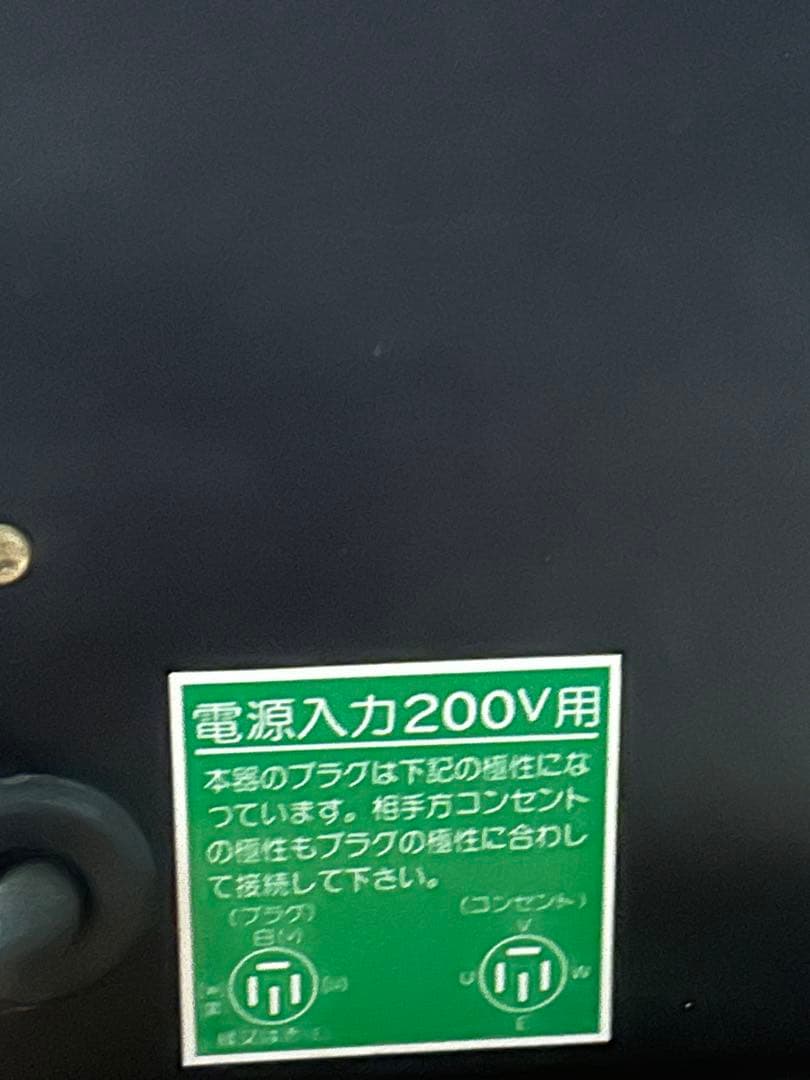 電源入力200V用
本器のプラグは下記の極性にな
っています。相手方コンセント
の極性もプラグの極性に合わし
て接続して下さい。
(プラグ) (コンセント)
白(V) V
U W
E